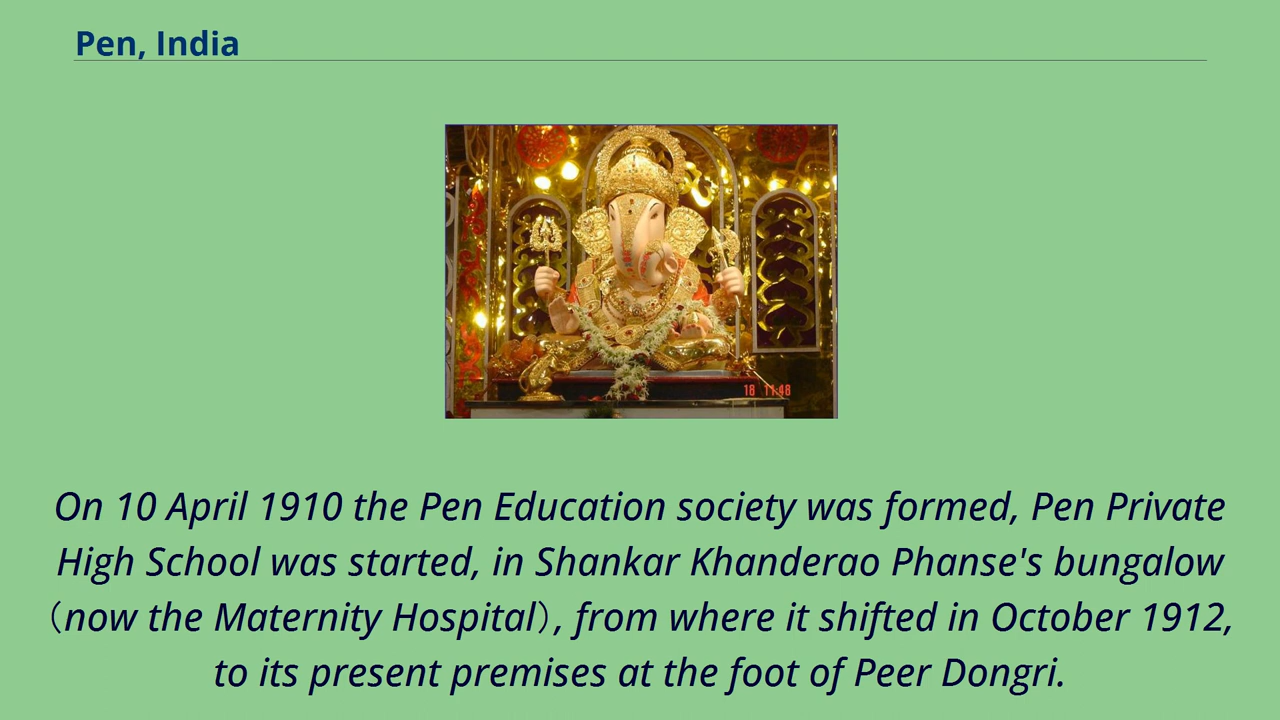 Pen, India
18 11:48
On 10 April 1910 the Pen Education society was formed, Pen Private
High School was started, in Shankar Khanderao Phanse's bungalow
（now the Maternity Hospital）, from where it shifted in October 1912,
to its present premises at the foot of Peer Dongri.